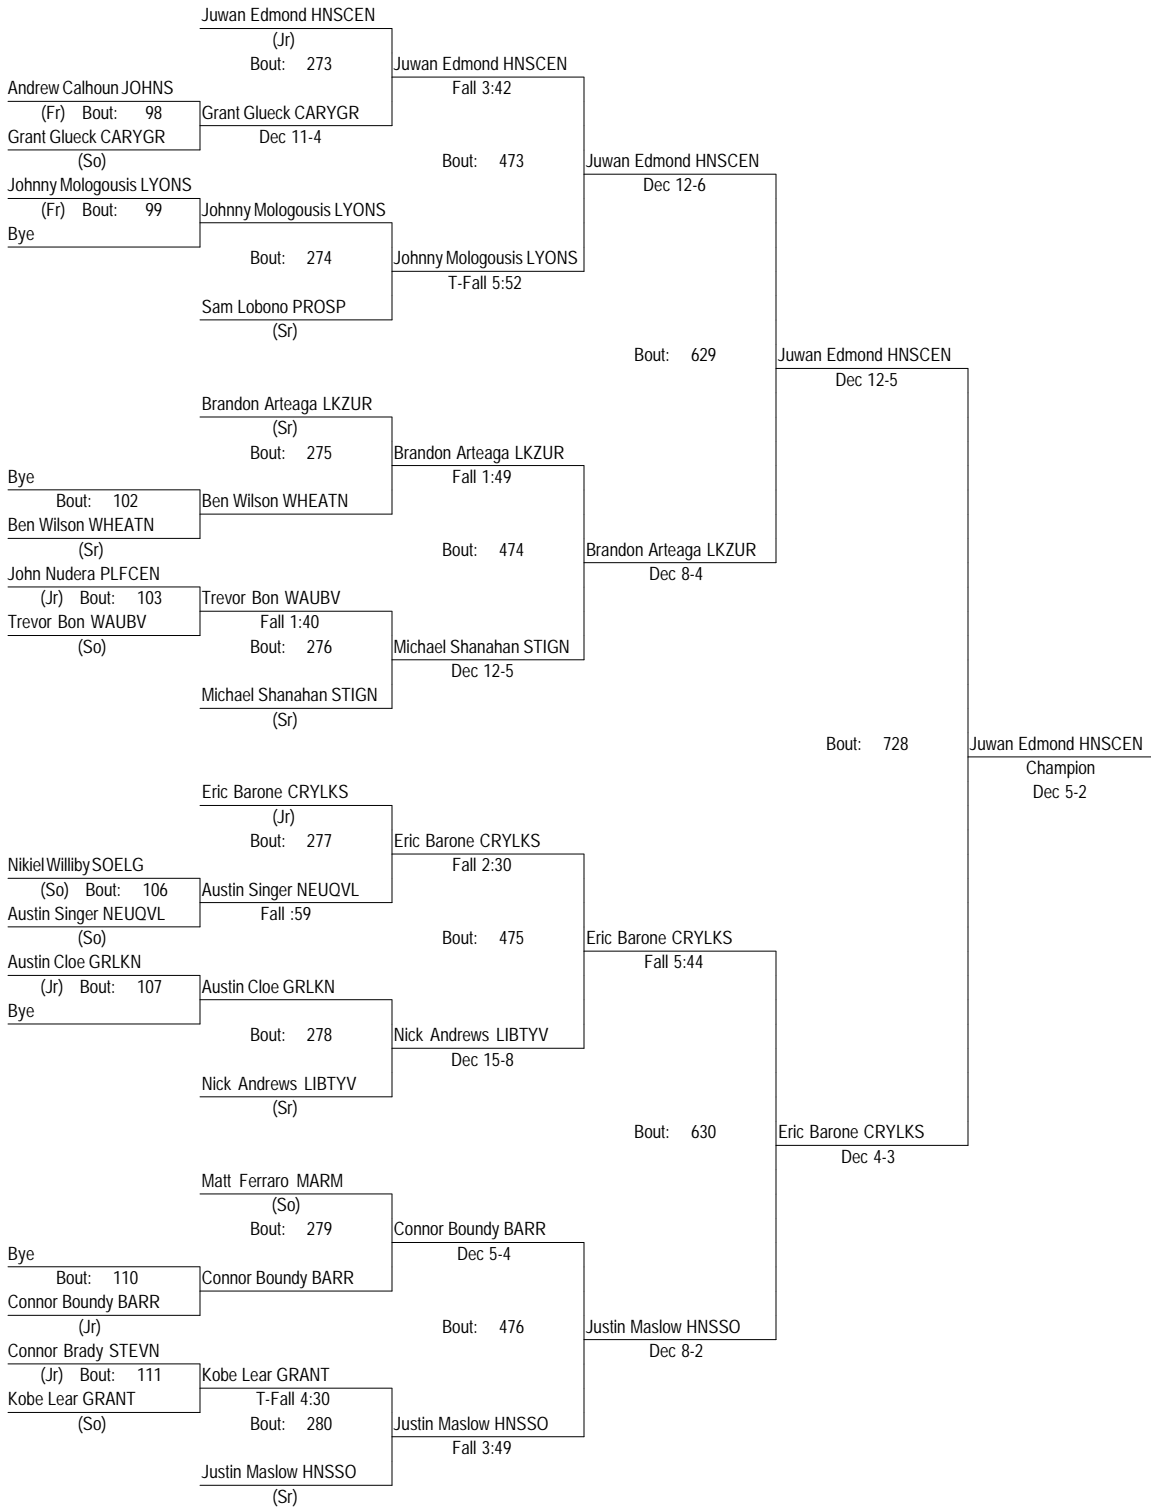 Juwan Edmond HNSCEN
(Jr)
Bout: 273
Juwan Edmond HNSCEN
Fall 3:42
Andrew Calhoun JOHNS
(Fr) Bout: 98
Grant Glueck CARYGR
Grant Glueck CARYGR
Dec 11-4
(So)
Bout: 473
Juwan Edmond HNSCEN
Dec 12-6
Johnny Mologousis LYONS
(Fr) Bout: 99
Johnny Mologousis LYONS
Bye
Bout: 274
Johnny Mologousis LYONS
T-Fall 5:52
Sam Lobono PROSP
(Sr)
Bout: 629
Juwan Edmond HNSCEN
Dec 12-5
Brandon Arteaga LKZUR
(Sr)
Bout: 275
Brandon Arteaga LKZUR
Fall 1:49
Bye
Bout: 102
Ben Wilson WHEATN
Ben Wilson WHEATN
(Sr)
Bout: 474
Brandon Arteaga LKZUR
Dec 8-4
John Nudera PLFCEN
(Jr) Bout: 103
Trevor Bon WAUBV
Trevor Bon WAUBV
Fall 1:40
(So)
Bout: 276
Michael Shanahan STIGN
Dec 12-5
Michael Shanahan STIGN
(Sr)
Bout: 728
Juwan Edmond HNSCEN
Champion
Dec 5-2
Eric Barone CRYLKS
(Jr)
Bout: 277
Eric Barone CRYLKS
Fall 2:30
Nikiel Williby SOELG
(So) Bout: 106
Austin Singer NEUQVL
Austin Singer NEUQVL
Fall :59
(So)
Bout: 475
Eric Barone CRYLKS
Fall 5:44
Austin Cloe GRLKN
(Jr) Bout: 107
Austin Cloe GRLKN
Bye
Bout: 278
Nick Andrews LIBTYV
Dec 15-8
Nick Andrews LIBTYV
(Sr)
Bout: 630
Eric Barone CRYLKS
Dec 4-3
Matt Ferraro MARM
(So)
Bout: 279
Connor Boundy BARR
Dec 5-4
Bye
Bout: 110
Connor Boundy BARR
Connor Boundy BARR
(Jr)
Bout: 476
Justin Maslow HNSSO
Dec 8-2
Connor Brady STEVN
(Jr) Bout: 111
Kobe Lear GRANT
Kobe Lear GRANT
T-Fall 4:30
(So)
Bout: 280
Justin Maslow HNSSO
Fall 3:49
Justin Maslow HNSSO
(Sr)